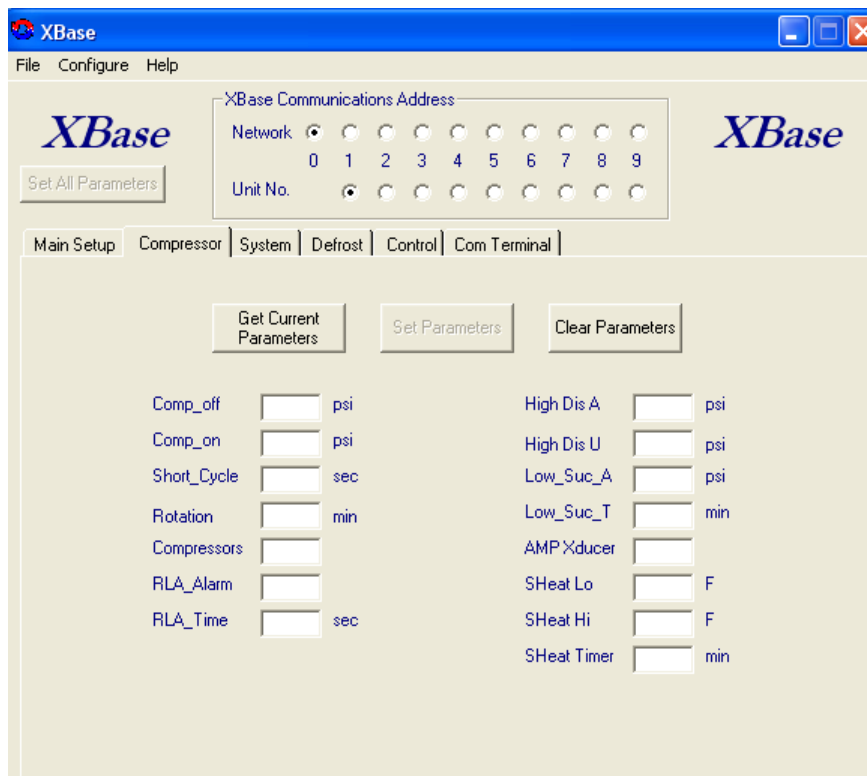 XBase
File Configure Help
XBase Communications Address
XBase
XBase
Network
0 1 2 3 4 5 6 7 8 9
Set All Parameters
Unit No.
Main Setup Compressor System Defrost Control Com Terminal
Get Current
Parameters
Set Parameters
Clear Parameters
Comp_off psi
High Dis A psi
Comp_on psi
High Dis U psi
Short_Cycle sec
Low_Suc_A psi
Rotation min
Low_Suc_T min
Compressors
AMP Xducer
RLA_Alarm
SHeat Lo F
RLA_Time sec
SHeat Hi F
SHeat Timer min